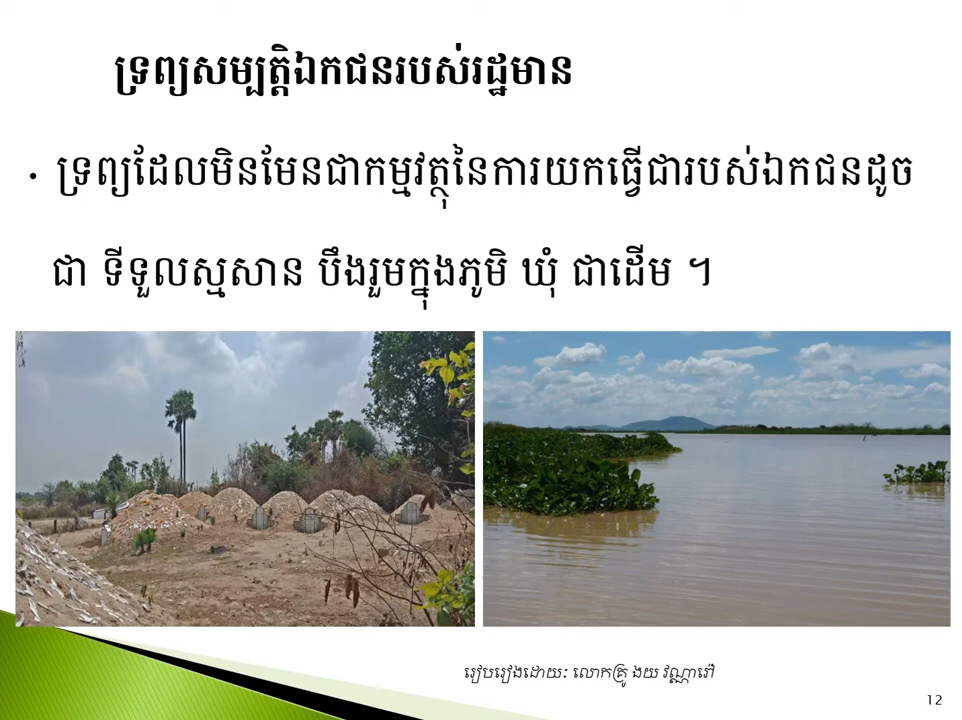 ទ្រព្យសម្បត្តិឯកជនរបស់រដ្ឋមាន
• ទ្រព្យដែលមិនមែនជាកម្មវត្ថុនៃការយកធ្វើជារបស់ឯកជនដូច
ជា ទីទួលស្មសាន បឹងរួមក្នុងភូមិ ឃុំ ជាដើម ។
រៀបរៀងដោយ: លោកគ្រូ ងយ វណ្ណាវៅ
12